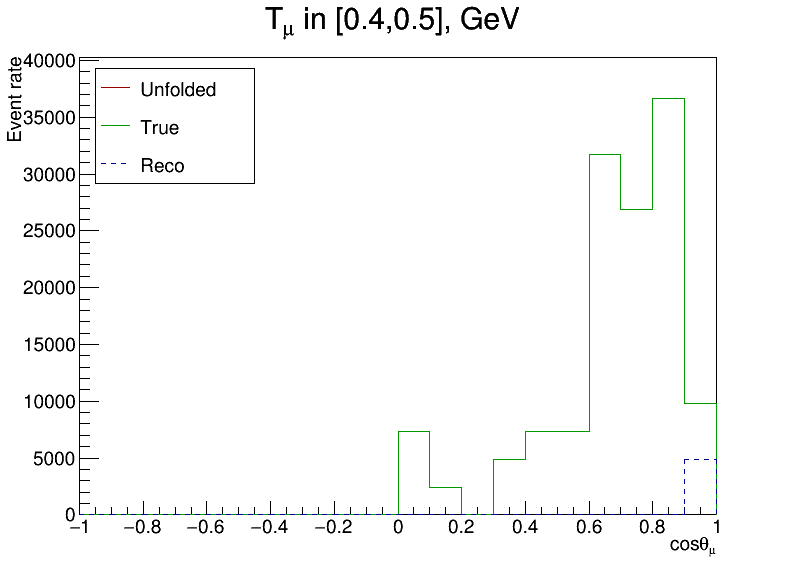 Tμ in [0.4,0.5], GeV
Event rate
40000
35000
30000
25000
20000
15000
10000
5000
0
Unfolded
True
Reco
−1 −0.8 −0.6 −0.4 −0.2 0 0.2 0.4 0.6 0.8 1
cosθμ